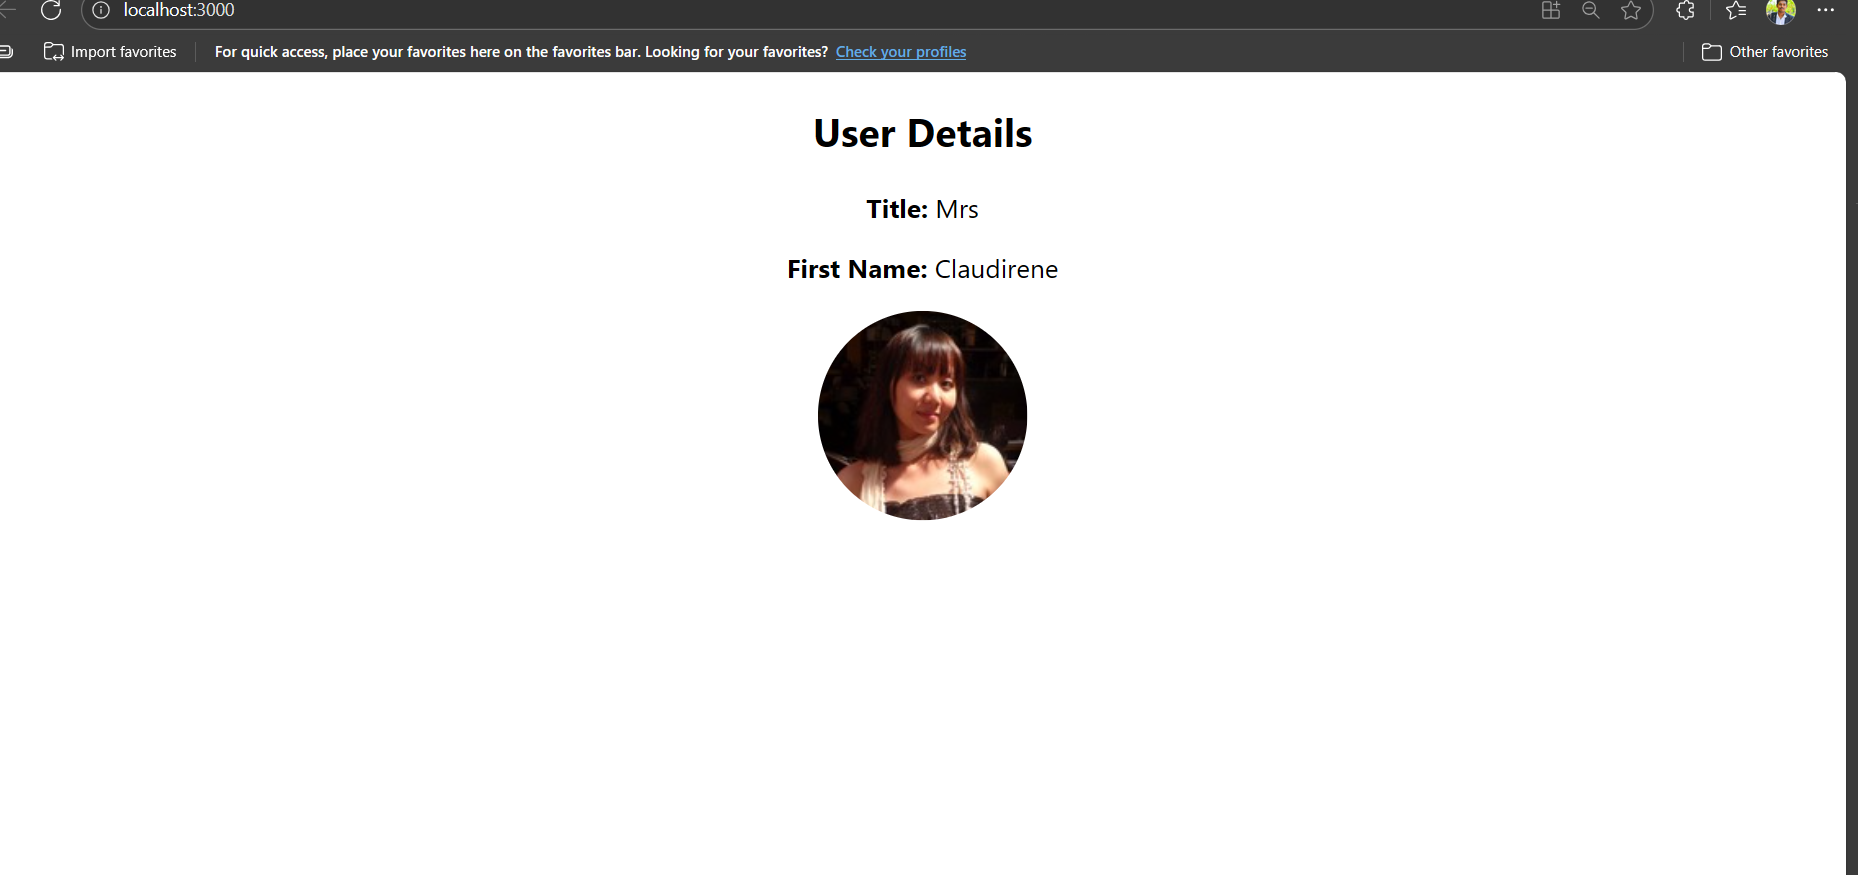 localhost:3000
Import favorites For quick access, place your favorites here on the favorites bar. Looking for your favorites? Check your profiles Other favorites
User Details
Title: Mrs
First Name: Claudirene